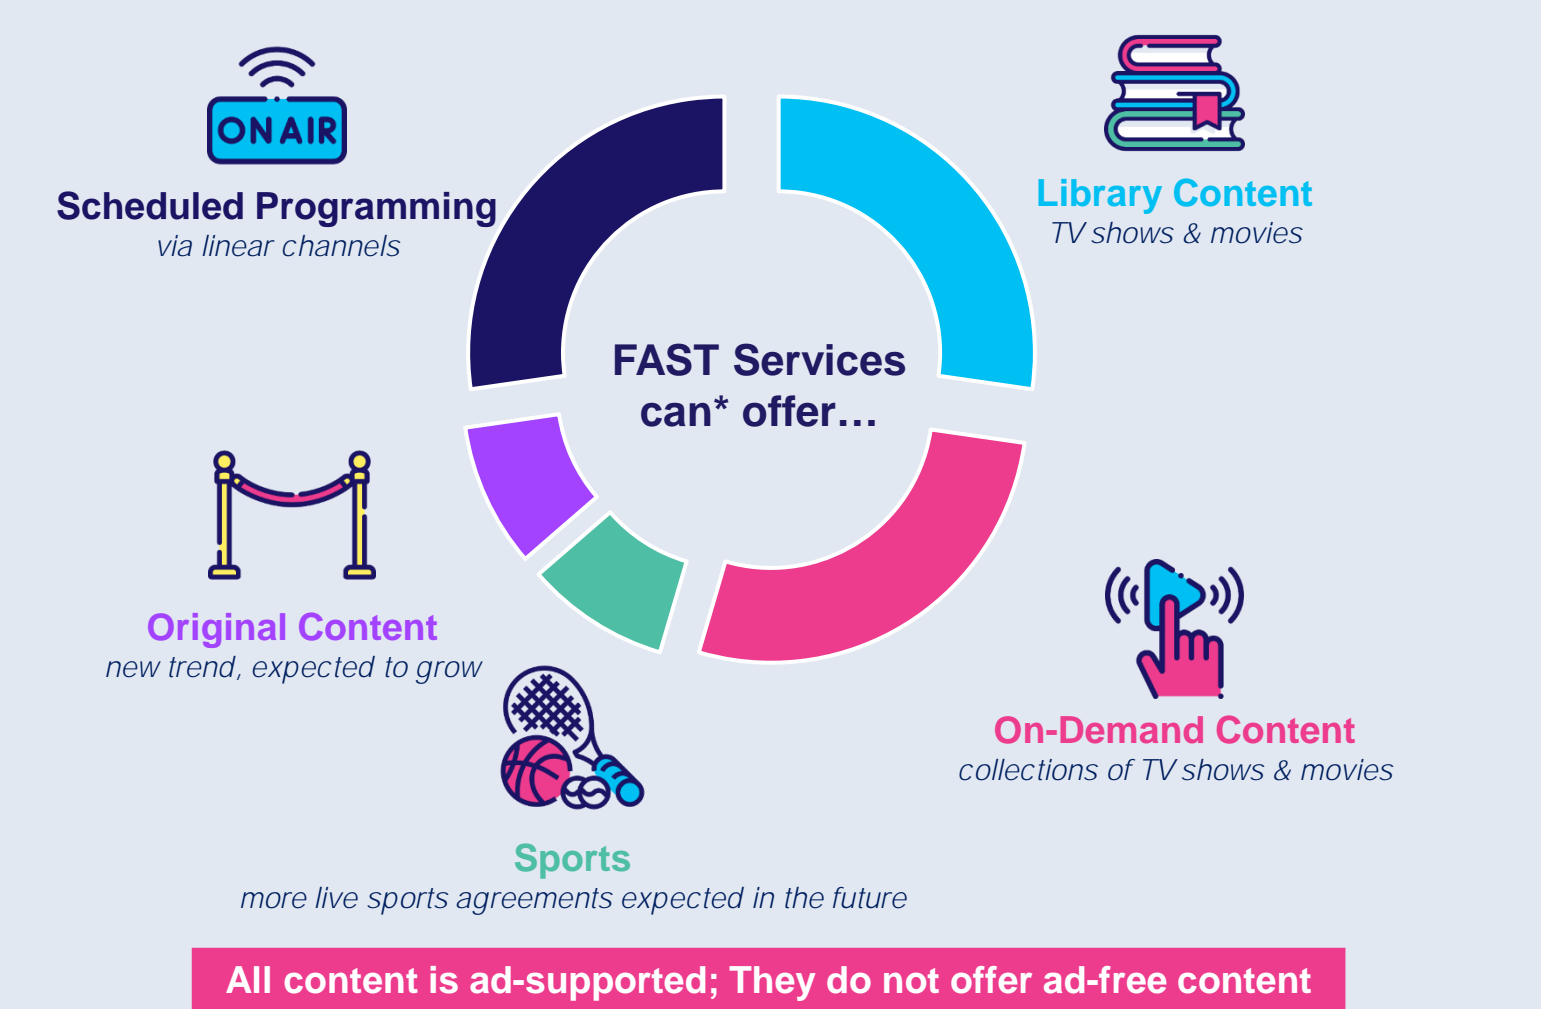 ON AIR
Scheduled Programming
via linear channels
Library Content
TV shows & movies
FAST Services
can* offer…
Original Content
new trend, expected to grow
On-Demand Content
collections of TV shows & movies
Sports
more live sports agreements expected in the future
All content is ad-supported; They do not offer ad-free content